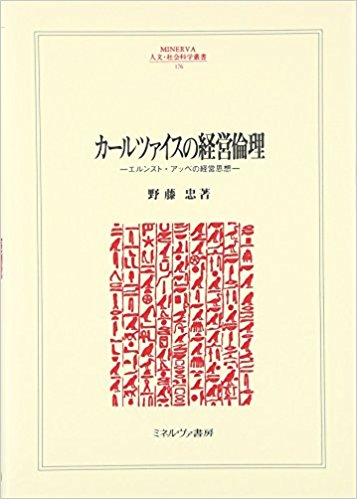 MINERVA
人文・社会科学叢書
176
カールツァイスの経営倫理
―エルンスト・アッベの経営思想―
野藤 忠著
ミネルヴァ書房